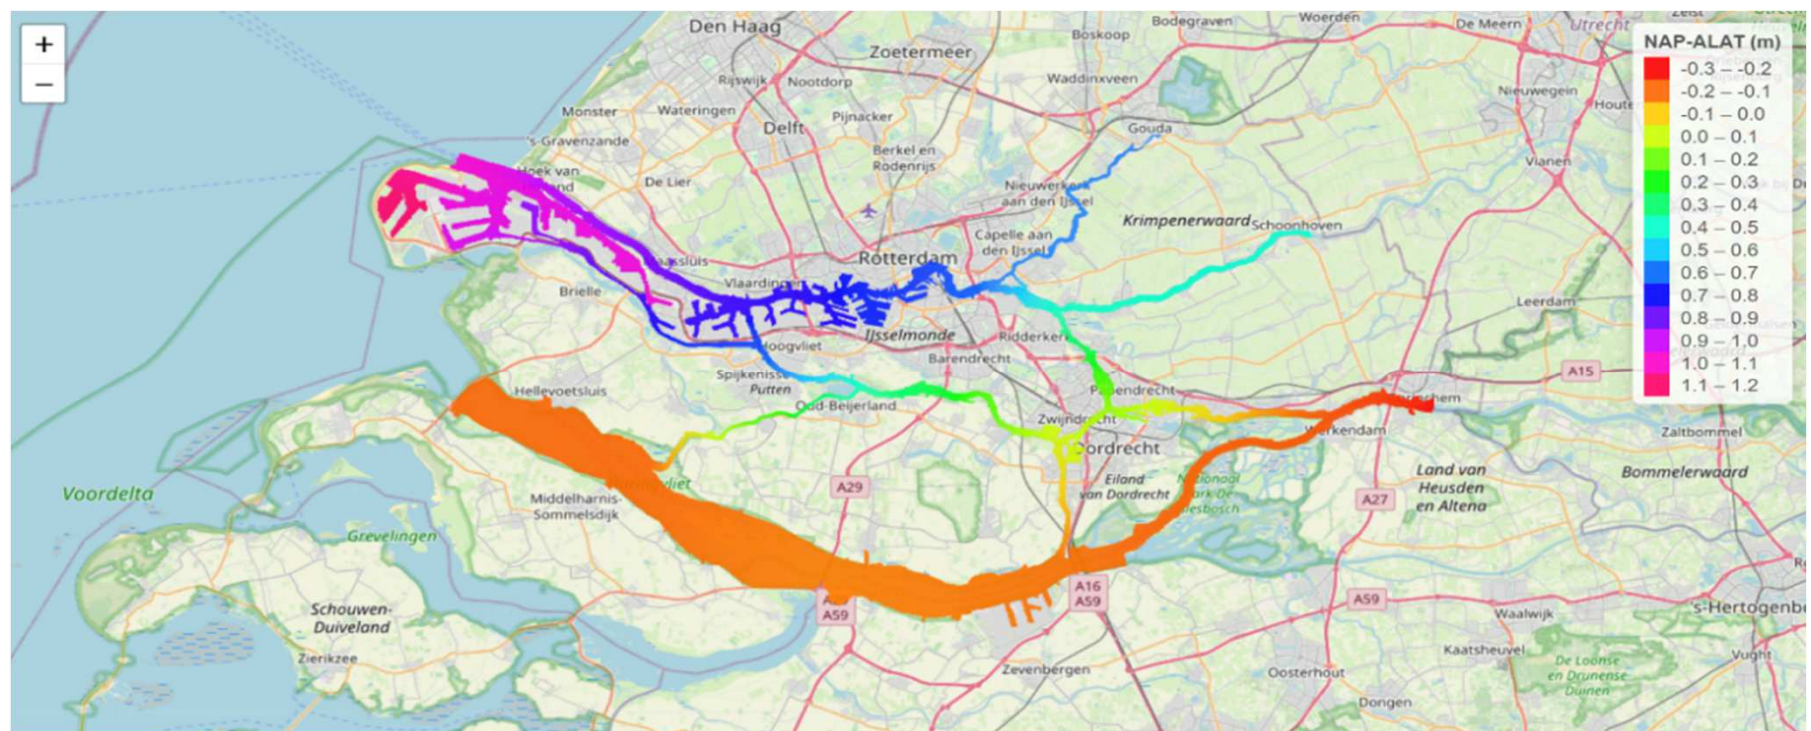 +
−
Den Haag
Zoetermeer
Bodegraven
Woerden
De Meern
Utrecht
Zeist
Boskoop
Rijswijk
Nootdorp
Waddinxveen
Nieuwegein
Monster
Wateringen
Pijnacker
Delft
Gouda
's-Gravenzande
Berkel en
Rodenrijs
Vianen
Hoek van
De Lier
Nieuwerkerk
aan den IJssel
Krimpenerwaard
Schoonhoven
Capelle aan
den IJssel
Rotterdam
Brielle
Vlaardingen
Leerdam
IJsselmonde
Ridderkerk
Hoogvliet
Barendrecht
Spijkenisse
Putten
A15
Hellevoetsluis
Oud-Beijerland
Zwijndrecht
Dordrecht
Werkendam
Zaltbommel
Voordelta
Middelharnis-
Sommelsdijk
A29
Eiland
van Dordrecht
A27
Land van
Heusden
en Altena
Bommelerwaard
Grevelingen
Schouwen-
Duiveland
A59
A16
A59
A59
Waalwijk
's-Hertogenb
Zierikzee
Zevenbergen
Oosterhout
Kaatsheuvel
Vught
De Loonse
en Drunense
Duinen
Dongen
NAP-ALAT (m)
-0.3 – -0.2
-0.2 – -0.1
-0.1 – 0.0
0.0 – 0.1
0.1 – 0.2
0.2 – 0.3
0.3 – 0.4
0.4 – 0.5
0.5 – 0.6
0.6 – 0.7
0.7 – 0.8
0.8 – 0.9
0.9 – 1.0
1.0 – 1.1
1.1 – 1.2